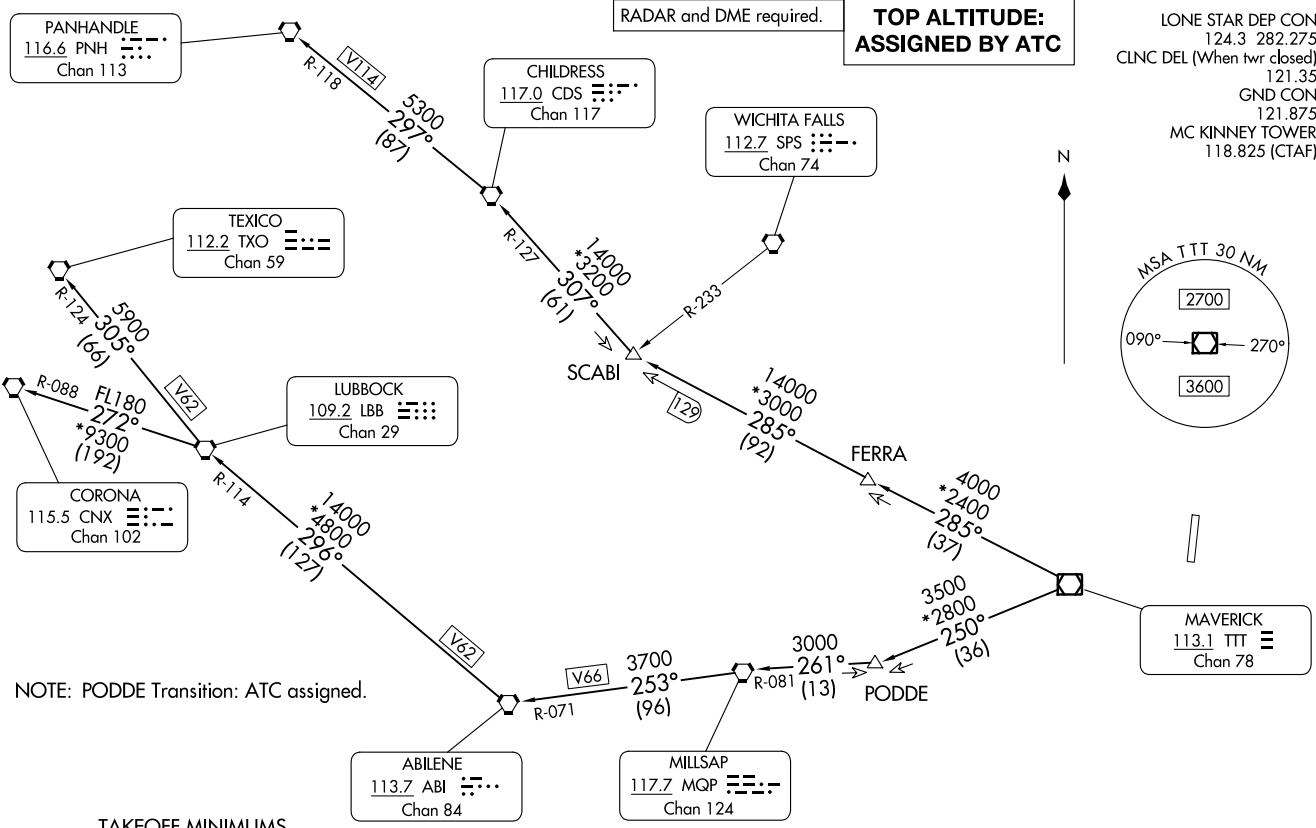 RADAR and DME required.
TOP ALTITUDE:
ASSIGNED BY ATC
LONE STAR DEP CON
124.3 282.275
CLNC DEL (When twr closed)
121.35
GND CON
121.875
MC KINNEY TOWER
118.825 (CTAF)
PANHANDLE
116.6 PNH
Chan 113
R-118
V114
5300
297°
(87)
CHILDRESS
117.0 CDS
Chan 117
WICHITA FALLS
112.7 SPS
Chan 74
N
MSA TTT 30 NM
2700
090°
270°
3600
TEXICO
112.2 TXO
Chan 59
R-127
14000
*3200
307°
(61)
R-233
SCABI
129
R-124
5900
305°
(66)
V62
R-088
FL180
272°
*9300
(192)
LUBBOCK
109.2 LBB
Chan 29
14000
*3000
285°
(92)
FERRA
CORONA
115.5 CNX
Chan 102
R-114
14000
*4800
296°
(127)
V62
4000
*2400
285°
(37)
MAVERICK
113.1 TTT
Chan 78
3500
*2800
250°
(36)
3000
261°
(13)
R-081
PODDE
V66
3700
253°
(96)
R-071
NOTE: PODDE Transition: ATC assigned.
ABILENE
113.7 ABI
Chan 84
MILLSAP
117.7 MQP
Chan 124
TAKEOFF MINIMUMS